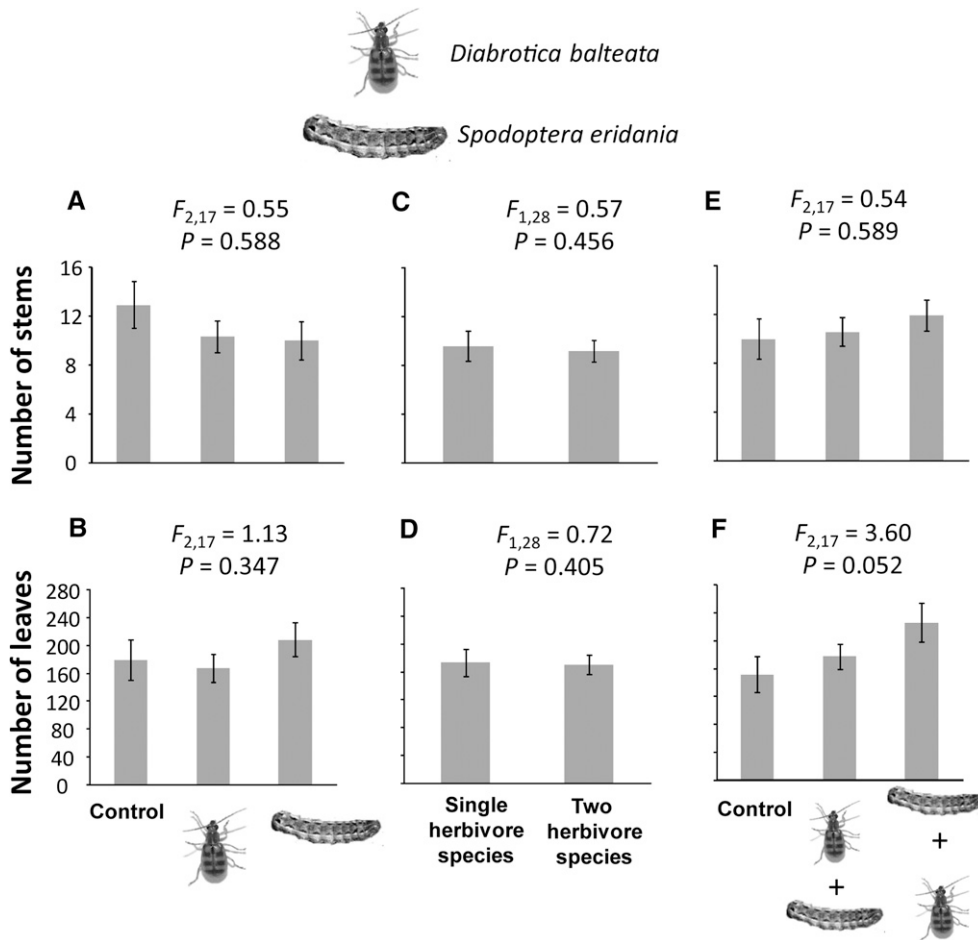 Diabrotica balteata
Spodoptera eridania
A
F2,17 = 0.55
P = 0.588
C
F1,28 = 0.57
P = 0.456
E
F2,17 = 0.54
P = 0.589
Number of stems
16
12
8
4
0
B
F2,17 = 1.13
P = 0.347
D
F1,28 = 0.72
P = 0.405
F
F2,17 = 3.60
P = 0.052
Number of leaves
280
240
200
160
120
80
40
0
Control
Single
herbivore
species
Two
herbivore
species
Control
+
+